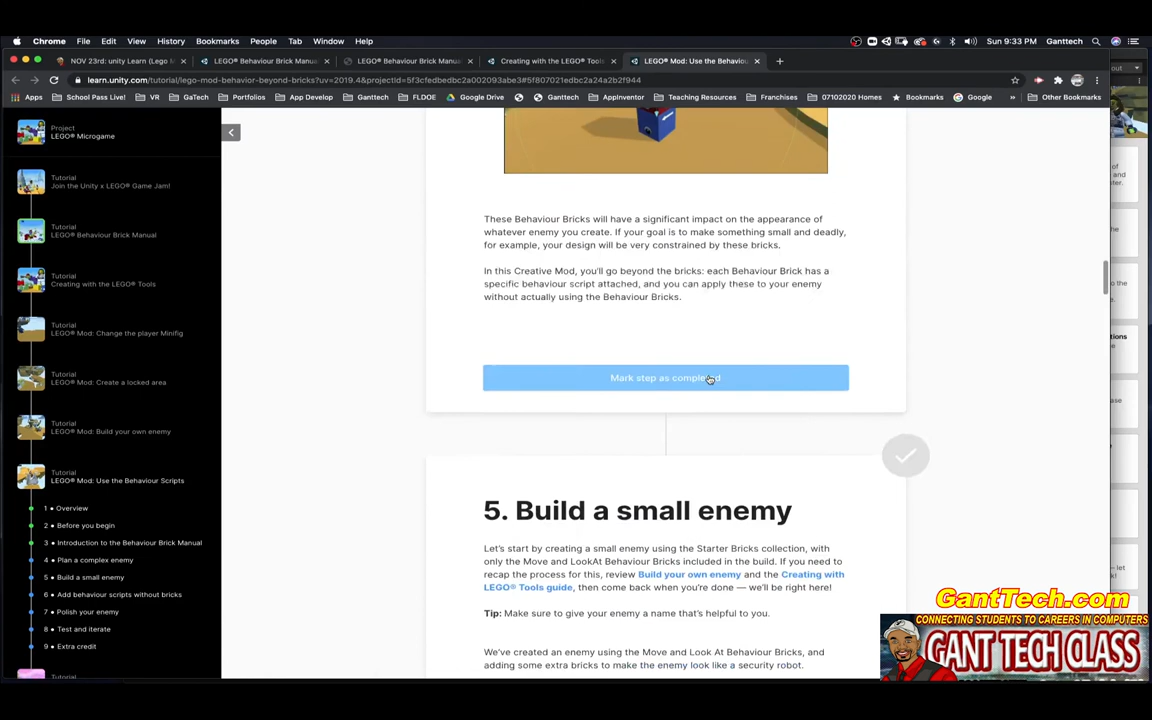 Chrome File Edit View History Bookmarks People Tab Window Help
Sun 9:33 PM Ganttech
NOV 23rd: unity Learn (Lego M
LEGO® Behaviour Brick Manual
LEGO® Behaviour Brick Manual
Creating with the LEGO® Tools
LEGO® Mod: Use the Behaviou
learn.unity.com/tutorial/lego-mod-behavior-beyond-bricks?uv=2019.4&projectId=5f3cfedbedbc2a002093abe3#5f807021edbc2a24a2b2f944
Apps School Pass Live! VR GaTech Portfolios App Develop Ganttech FLDOE Google Drive Ganttech AppInventor Teaching Resources Franchises 07102020 Homes Bookmarks Google Other Bookmarks
Project
LEGO® Microgame
Tutorial
Join the Unity x LEGO® Game Jam!
Tutorial
LEGO® Behaviour Brick Manual
Tutorial
Creating with the LEGO® Tools
Tutorial
LEGO® Mod: Change the player Minifig
Tutorial
LEGO® Mod: Create a locked area
Tutorial
LEGO® Mod: Build your own enemy
Tutorial
LEGO® Mod: Use the Behaviour Scripts
1 • Overview
2 • Before you begin
3 • Introduction to the Behaviour Brick Manual
4 • Plan a complex enemy
5 • Build a small enemy
6 • Add behaviour scripts without bricks
7 • Polish your enemy
8 • Test and iterate
9 • Extra credit
Tutorial
These Behaviour Bricks will have a significant impact on the appearance of
whatever enemy you create. If your goal is to make something small and deadly,
for example, your design will be very constrained by these bricks.
In this Creative Mod, you'll go beyond the bricks: each Behaviour Brick has a
specific behaviour script attached, and you can apply these to your enemy
without actually using the Behaviour Bricks.
Mark step as completed
5. Build a small enemy
Let's start by creating a small enemy using the Starter Bricks collection, with
only the Move and LookAt Behaviour Bricks included in the build. If you need to
recap the process for this, review Build your own enemy and the Creating with
LEGO® Tools guide, then come back when you're done — we'll be right here!
Tip: Make sure to give your enemy a name that's helpful to you.
We've created an enemy using the Move and Look At Behaviour Bricks, and
adding some extra bricks to make the enemy look like a security robot.
GanttTech.com
CONNECTING STUDENTS TO CAREERS IN COMPUTERS
GANT TECH CLASS